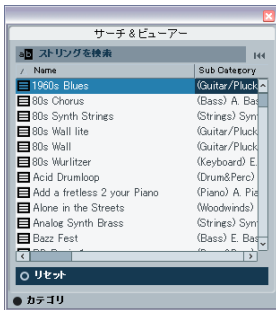 サーチ & ビューアー
ab ストリングを検索
/ Name Sub Category
1960s Blues (Guitar/Pluck
80s Chorus (Bass) A. Bas
80s Synth Strings (Strings) Syn
80s Wall lite (Guitar/Pluck
80s Wall (Guitar/Pluck
80s Wurlitzer (Keyboard) E.
Acid Drumloop (Drum&Perc)
Add a fretless 2 your Piano (Piano) A. Pia
Alone in the Streets (Woodwinds)
Analog Synth Brass (Strings) Syn
Bazz Fest (Bass) E. Bas
リセット
カテゴリ